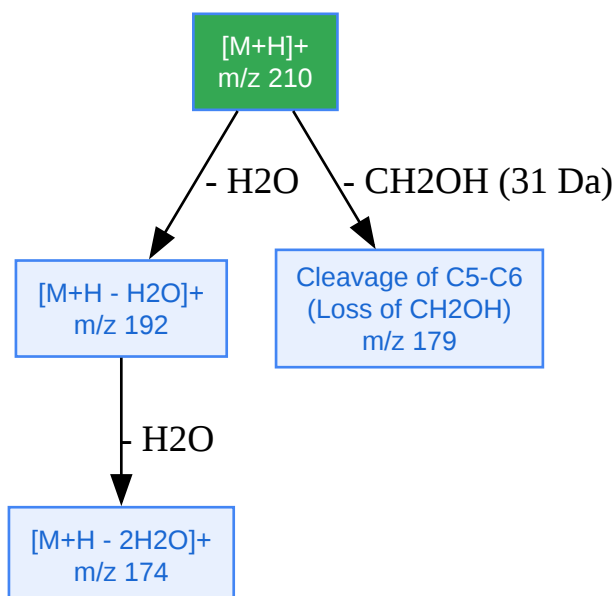 [M+H]+
m/z 210
- H2O
- CH2OH (31 Da)
[M+H - H2O]+
m/z 192
Cleavage of C5-C6
(Loss of CH2OH)
m/z 179
- H2O
[M+H - 2H2O]+
m/z 174